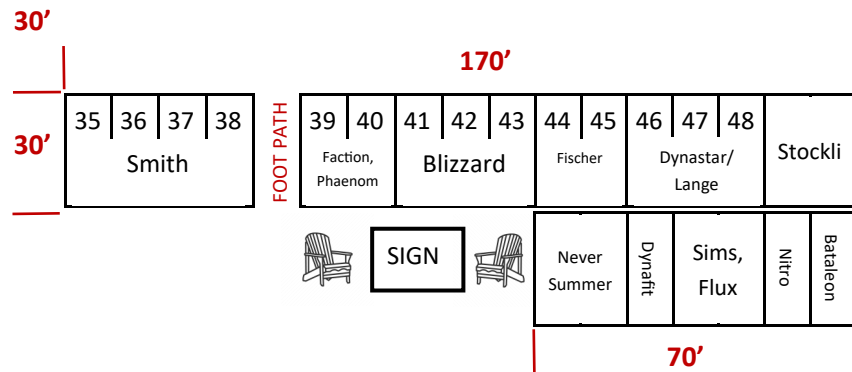 30’
170’
30’
35 36 37 38
Smith
FOOT PATH
39 40 41 42 43 44 45 46 47 48
Faction,
Phaenom
Blizzard
Fischer
Dynastar/
Lange
Stockli
SIGN
Never
Summer
Dynafit
Sims,
Flux
Nitro
Bataleon
70’